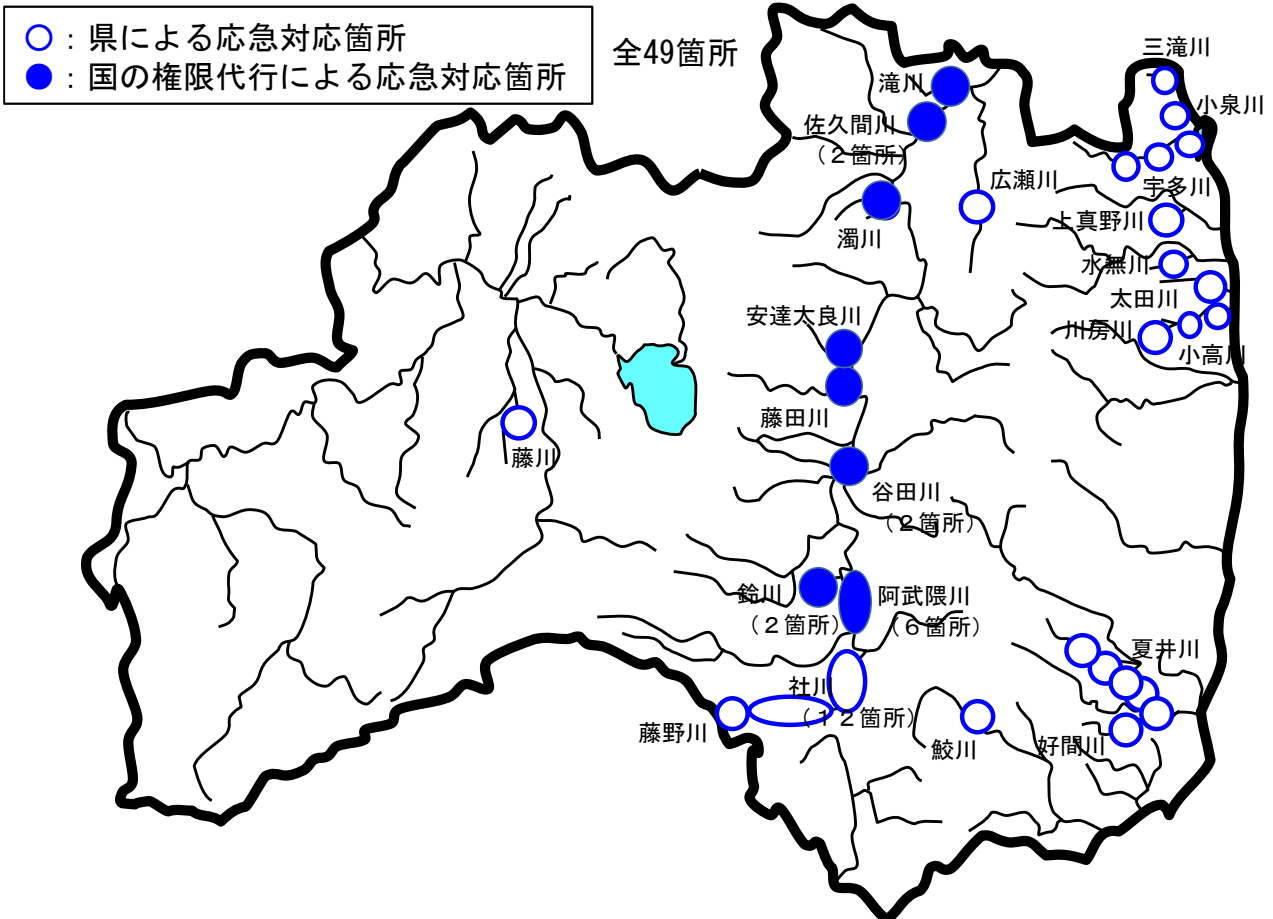 ○：県による応急対応箇所
●：国の権限代行による応急対応箇所
全49箇所
三滝川
滝川
小泉川
佐久間川
（２箇所）
広瀬川
宇多川
上真野川
濁川
水無川
太田川
安達太良川
川房川
小高川
藤田川
藤川
谷田川
（２箇所）
鈴川
（２箇所）
阿武隈川
（６箇所）
夏井川
社川
（１２箇所）
藤野川
鮫川
好間川